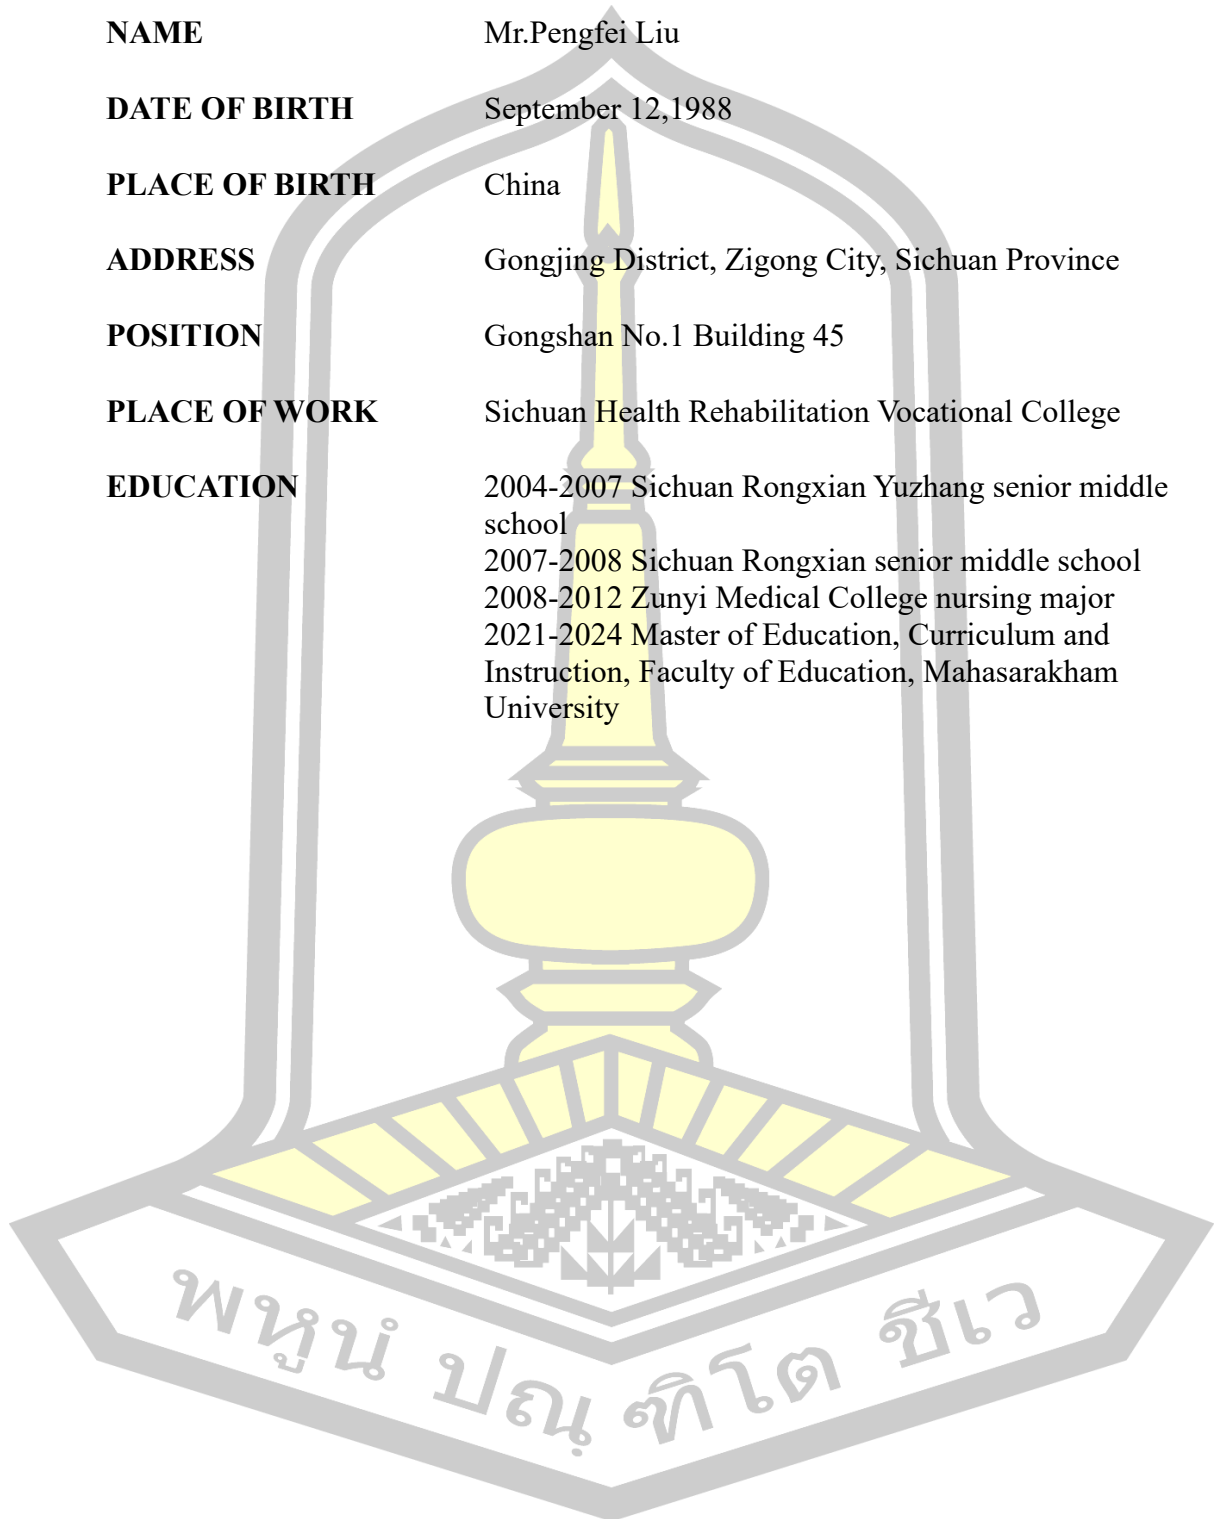 NAME Mr.Pengfei Liu
DATE OF BIRTH September 12,1988
PLACE OF BIRTH China
ADDRESS Gongjing District, Zigong City, Sichuan Province
POSITION Gongshan No.1 Building 45
PLACE OF WORK Sichuan Health Rehabilitation Vocational College
EDUCATION 2004-2007 Sichuan Rongxian Yuzhang senior middle
school
2007-2008 Sichuan Rongxian senior middle school
2008-2012 Zunyi Medical College nursing major
2021-2024 Master of Education, Curriculum and
Instruction, Faculty of Education, Mahasarakham
University
พหูนํ ปณฺฑิโต ชีเว